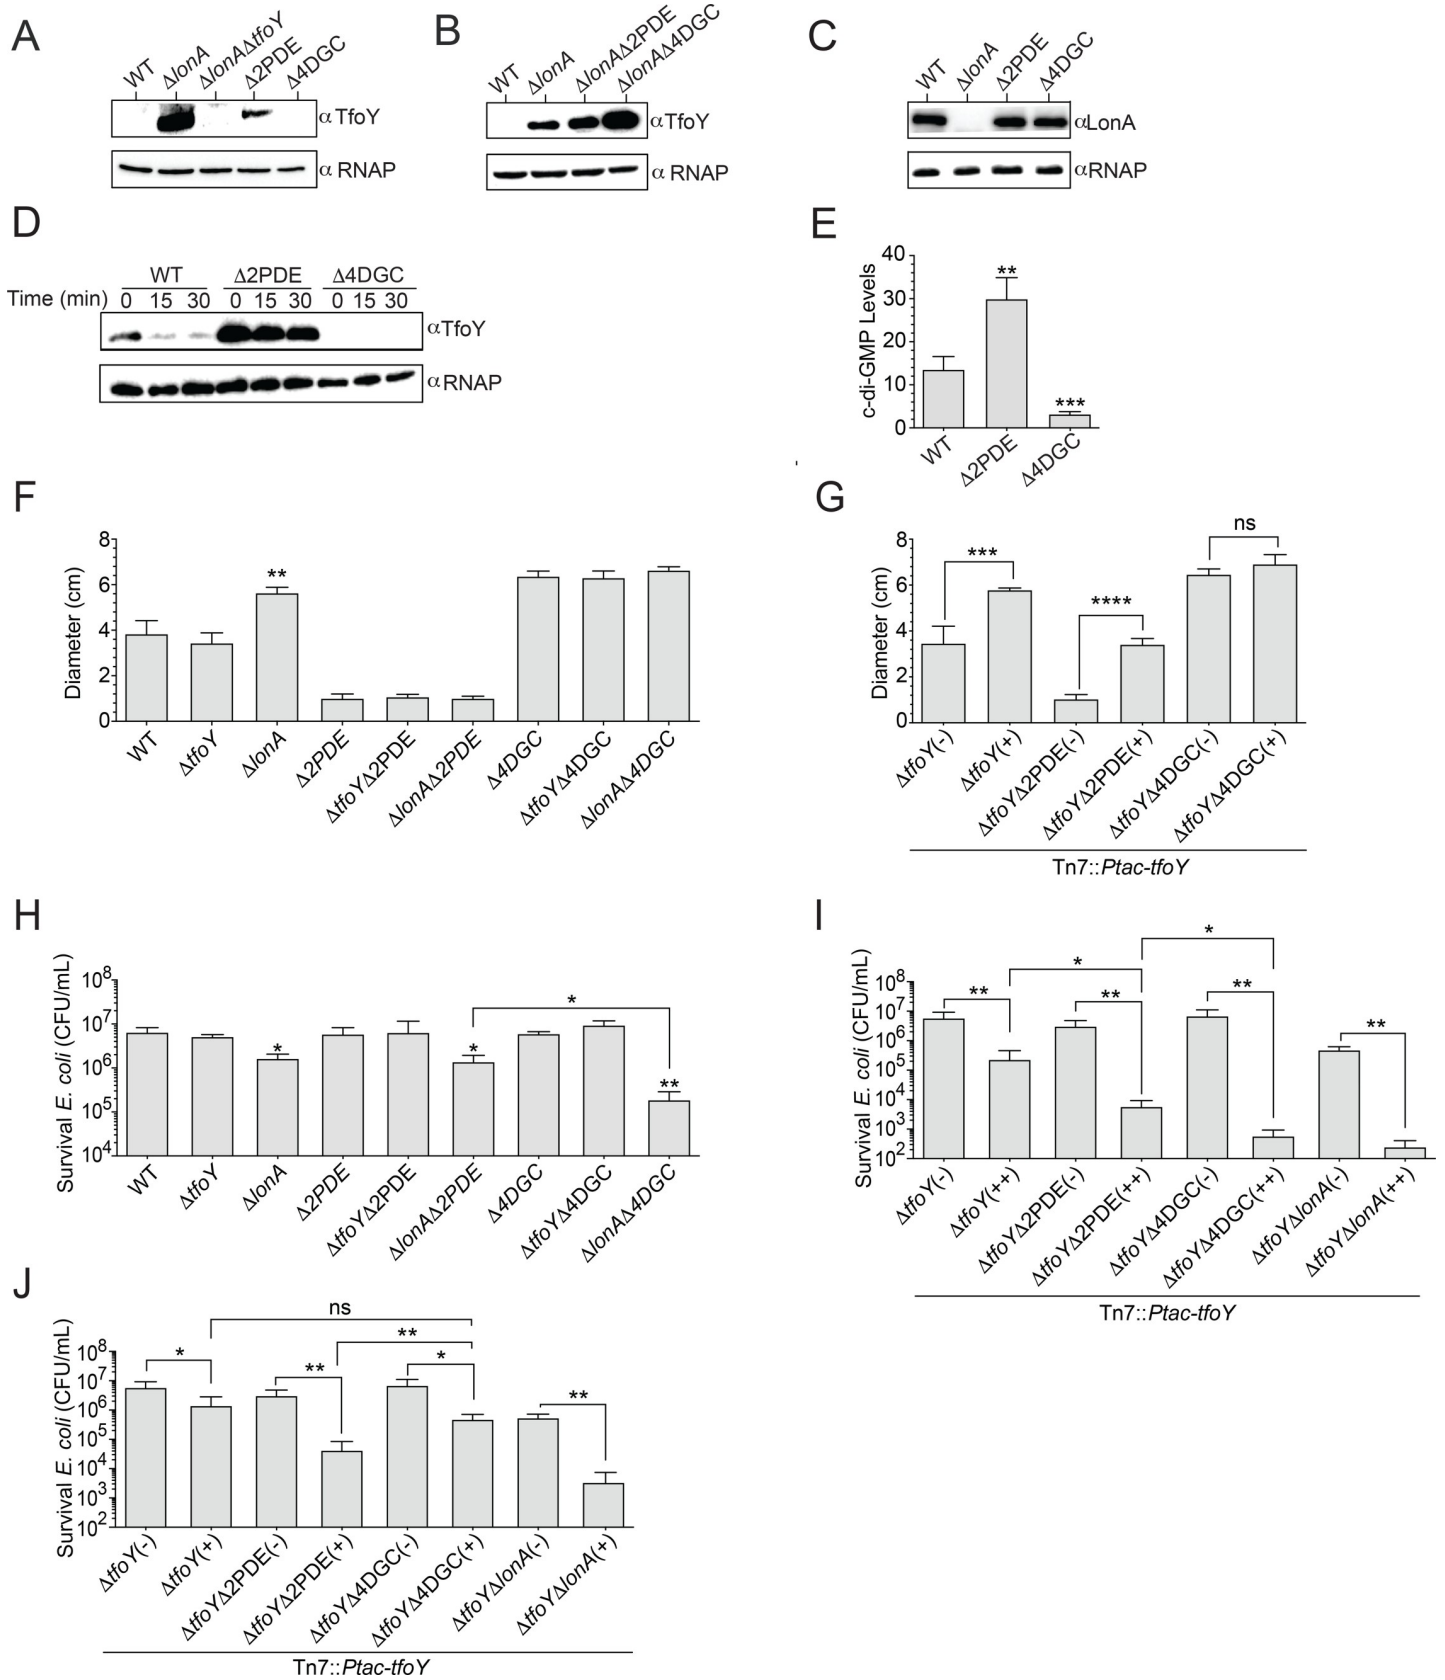 A
WT
ΔlonA
ΔlonAΔtfoY
Δ2PDE
Δ4DGC
α TfoY
α RNAP
B
WT
ΔlonA
ΔlonAΔ2PDE
ΔlonAΔ4DGC
αTfoY
α RNAP
C
WT
ΔlonA
Δ2PDE
Δ4DGC
αLonA
αRNAP
D
WT Δ2PDE Δ4DGC
Time (min) 0 15 30 0 15 30 0 15 30
αTfoY
αRNAP
E
c-di-GMP Levels
40
30
20
10
0
**
***
WT
Δ2PDE
Δ4DGC
F
Diameter (cm)
8
6
4
2
0
**
WT
ΔtfoY
ΔlonA
Δ2PDE
ΔtfoYΔ2PDE
ΔlonAΔ2PDE
Δ4DGC
ΔtfoYΔ4DGC
ΔlonAΔ4DGC
G
Diameter (cm)
8
6
4
2
0
***
****
ns
ΔtfoY(-)
ΔtfoY(+)
ΔtfoYΔ2PDE(-)
ΔtfoYΔ2PDE(+)
ΔtfoYΔ4DGC(-)
ΔtfoYΔ4DGC(+)
Tn7::Ptac-tfoY
H
Survival E. coli (CFU/mL)
10⁸
10⁷
10⁶
10⁵
10⁴
*
*
*
**
WT
ΔtfoY
ΔlonA
Δ2PDE
ΔtfoYΔ2PDE
ΔlonAΔ2PDE
Δ4DGC
ΔtfoYΔ4DGC
ΔlonAΔ4DGC
I
Survival E. coli (CFU/mL)
10⁸
10⁷
10⁶
10⁵
10⁴
10³
10²
**
*
**
*
**
**
ΔtfoY(-)
ΔtfoY(++)
ΔtfoYΔ2PDE(-)
ΔtfoYΔ2PDE(++)
ΔtfoYΔ4DGC(-)
ΔtfoYΔ4DGC(++)
ΔtfoYΔlonA(-)
ΔtfoYΔlonA(++)
Tn7::Ptac-tfoY
J
Survival E. coli (CFU/mL)
10⁸
10⁷
10⁶
10⁵
10⁴
10³
10²
*
ns
**
**
*
**
ΔtfoY(-)
ΔtfoY(+)
ΔtfoYΔ2PDE(-)
ΔtfoYΔ2PDE(+)
ΔtfoYΔ4DGC(-)
ΔtfoYΔ4DGC(+)
ΔtfoYΔlonA(-)
ΔtfoYΔlonA(+)
Tn7::Ptac-tfoY